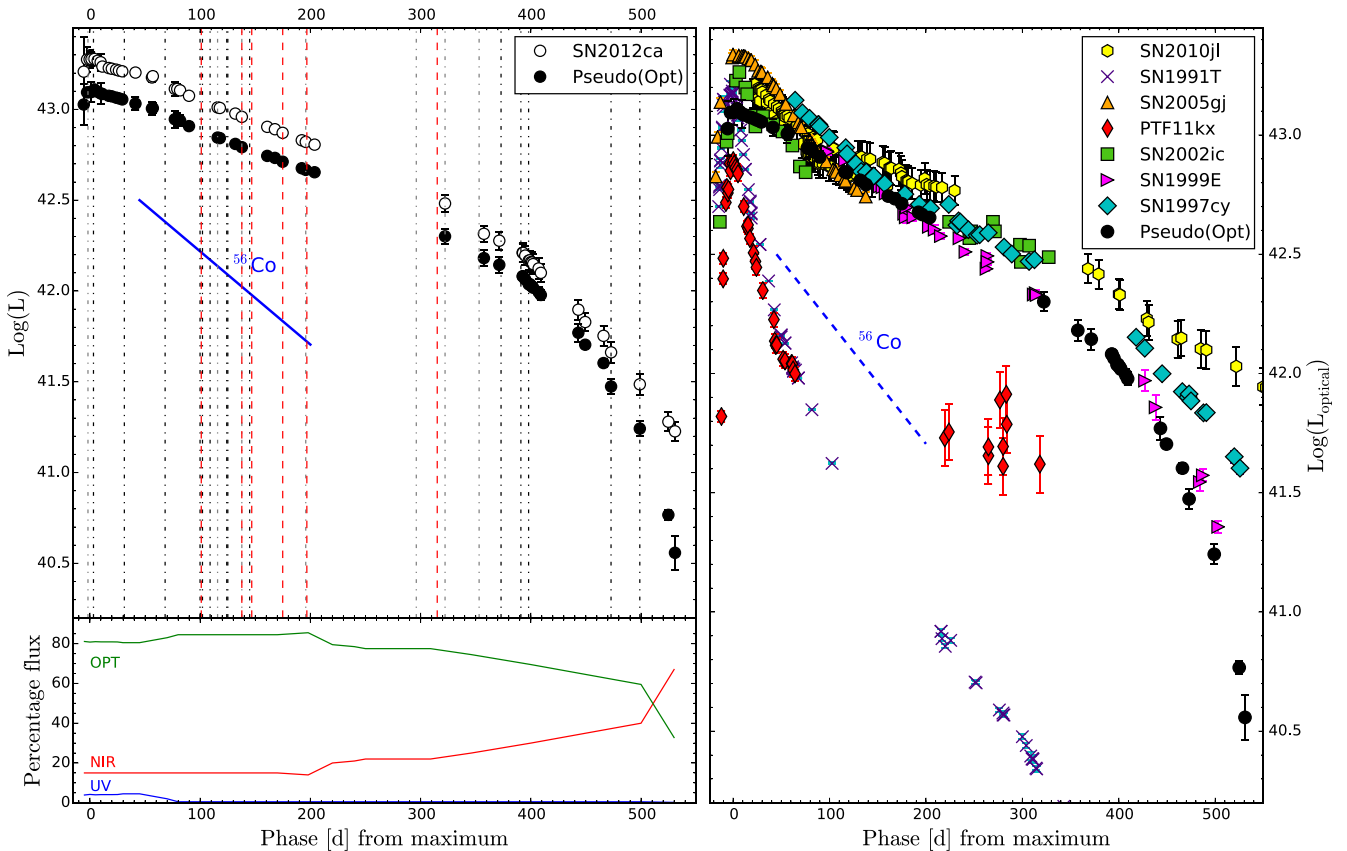 0 100 200 300 400 500
SN2012ca
Pseudo(Opt)
43.0
42.5
42.0
41.5
41.0
40.5
Log(L)
56Co
80
60
40
20
0
Percentage flux
OPT
NIR
UV
0 100 200 300 400 500
Phase [d] from maximum
SN2010jl
SN1991T
SN2005gj
PTF11kx
SN2002ic
SN1999E
SN1997cy
Pseudo(Opt)
56Co
43.0
42.5
42.0
41.5
41.0
40.5
Log(Loptical)
0 100 200 300 400 500
Phase [d] from maximum